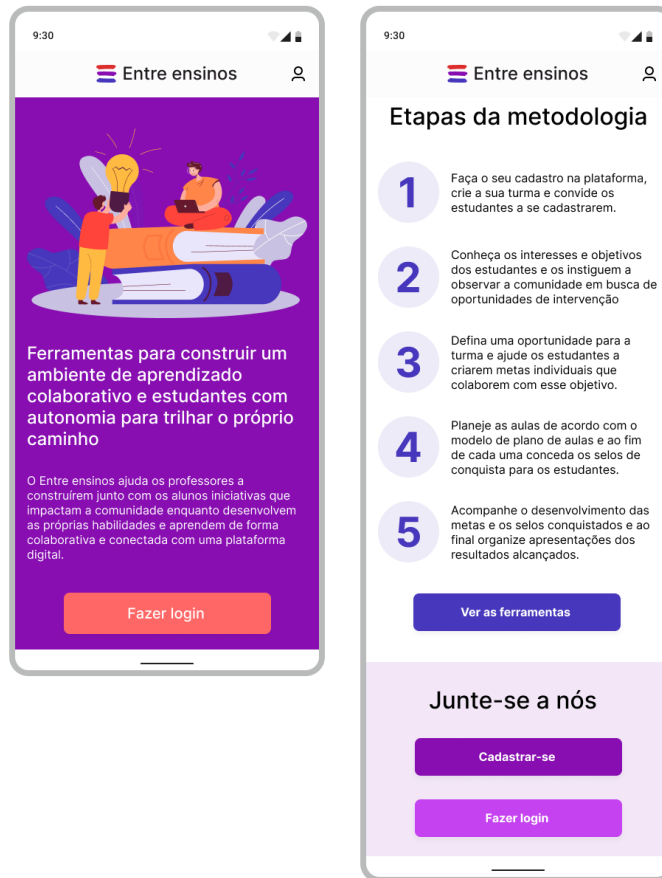 9:30
Entre ensinos
Ferramentas para construir um
ambiente de aprendizado
colaborativo e estudantes com
autonomia para trilhar o próprio
caminho
O Entre ensinos ajuda os professores a
construírem junto com os alunos iniciativas que
impactam a comunidade enquanto desenvolvem
as próprias habilidades e aprendem de forma
colaborativa e conectada com uma plataforma
digital.
Fazer login
9:30
Entre ensinos
Etapas da metodologia
1
Faça o seu cadastro na plataforma,
crie a sua turma e convide os
estudantes a se cadastrarem.
2
Conheça os interesses e objetivos
dos estudantes e os instiguem a
observar a comunidade em busca de
oportunidades de intervenção
3
Defina uma oportunidade para a
turma e ajude os estudantes a
criarem metas individuais que
colaborem com esse objetivo.
4
Planeje as aulas de acordo com o
modelo de plano de aulas e ao fim
de cada uma conceda os selos de
conquista para os estudantes.
5
Acompanhe o desenvolvimento das
metas e os selos conquistados e ao
final organize apresentações dos
resultados alcançados.
Ver as ferramentas
Junte-se a nós
Cadastrar-se
Fazer login